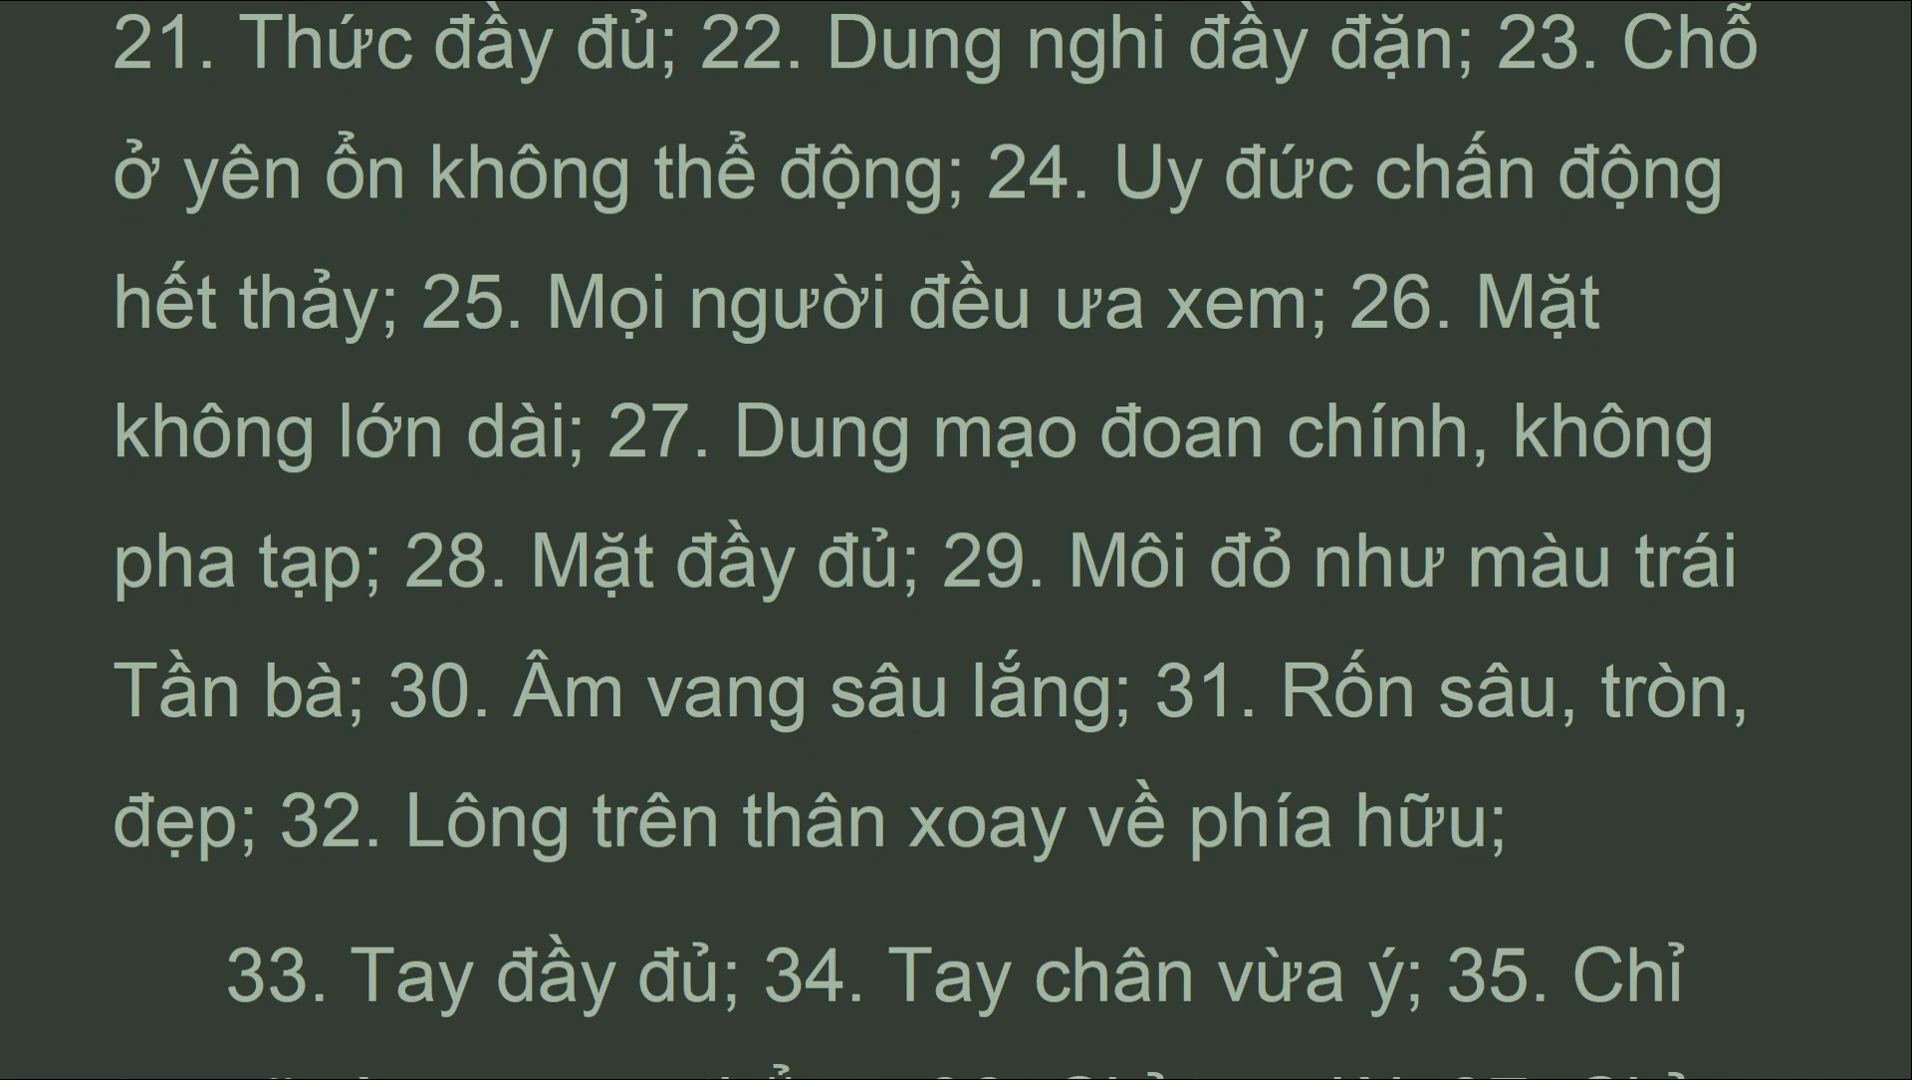 21. Thức đầy đủ; 22. Dung nghi đầy đặn; 23. Chỗ
ở yên ổn không thể động; 24. Uy đức chấn động
hết thảy; 25. Mọi người đều ưa xem; 26. Mặt
không lớn dài; 27. Dung mạo đoan chính, không
pha tạp; 28. Mặt đầy đủ; 29. Môi đỏ như màu trái
Tần bà; 30. Âm vang sâu lắng; 31. Rốn sâu, tròn,
đẹp; 32. Lông trên thân xoay về phía hữu;
33. Tay đầy đủ; 34. Tay chân vừa ý; 35. Chỉ